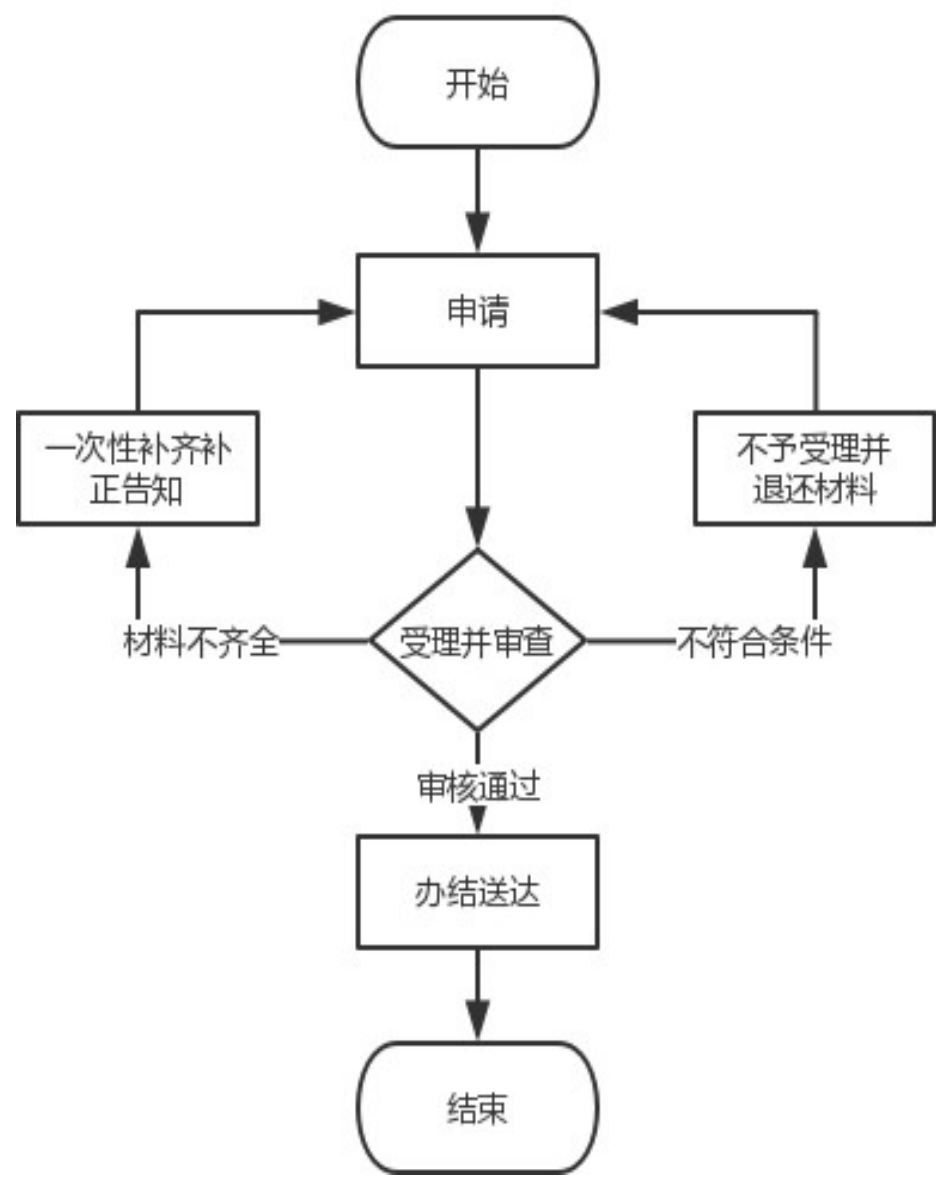 开始
申请
一次性补齐补
正告知
不予受理并
退还材料
材料不齐全
受理并审查
不符合条件
审核通过
办结送达
结束